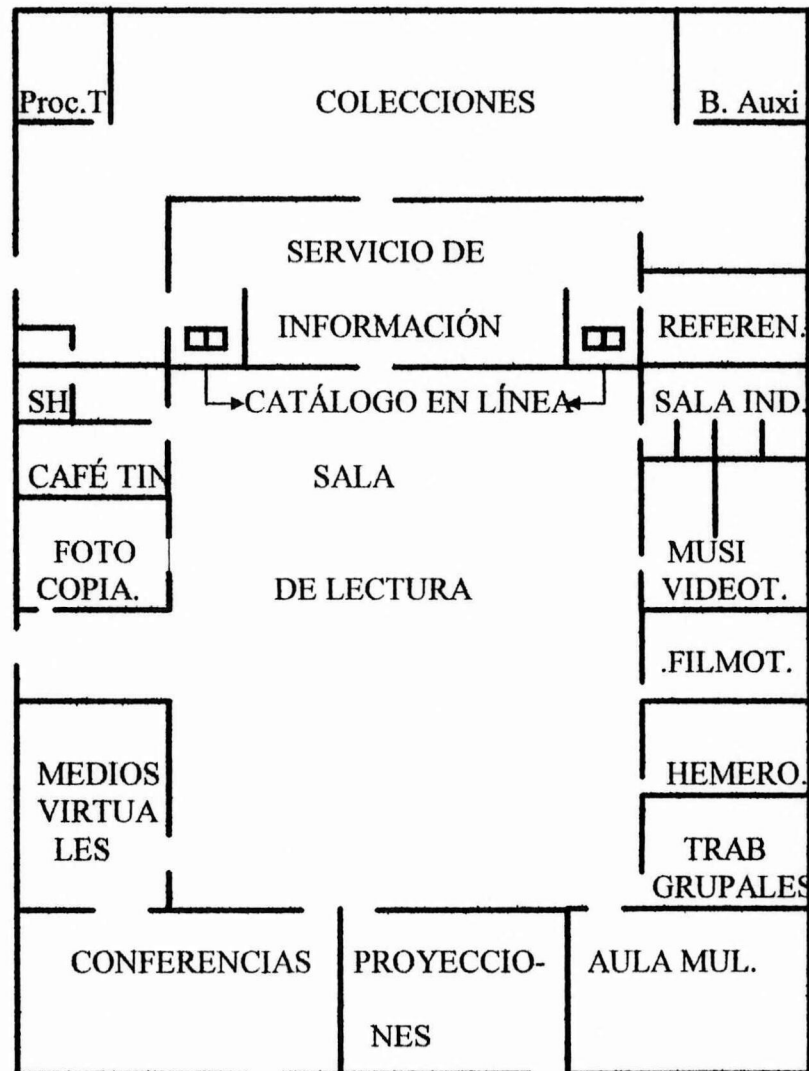 Proc.T
COLECCIONES
B. Auxi
SERVICIO DE
INFORMACIÓN
REFEREN.
SH
CATÁLOGO EN LÍNEA
SALA IND.
CAFÉ TIN
SALA
FOTO
COPIA.
DE LECTURA
MUSI
VIDEOT.
.FILMOT.
MEDIOS
VIRTUA
LES
HEMERO.
TRAB
GRUPALES
CONFERENCIAS
PROYECCIO-
NES
AULA MUL.